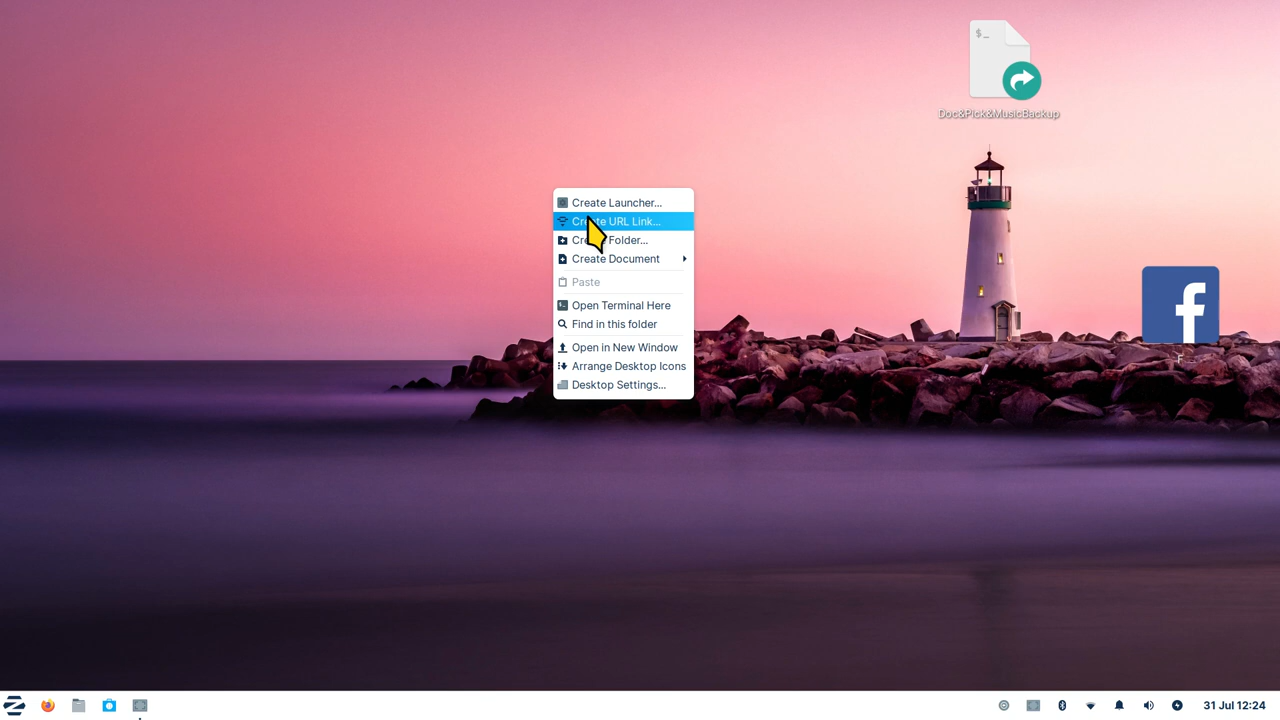 $_
Doc&Pick&MusicBackup
Create Launcher...
Create URL Link...
Create Folder...
Create Document
Paste
Open Terminal Here
Find in this folder
Open in New Window
Arrange Desktop Icons
Desktop Settings...
f
F
31 Jul 12:24